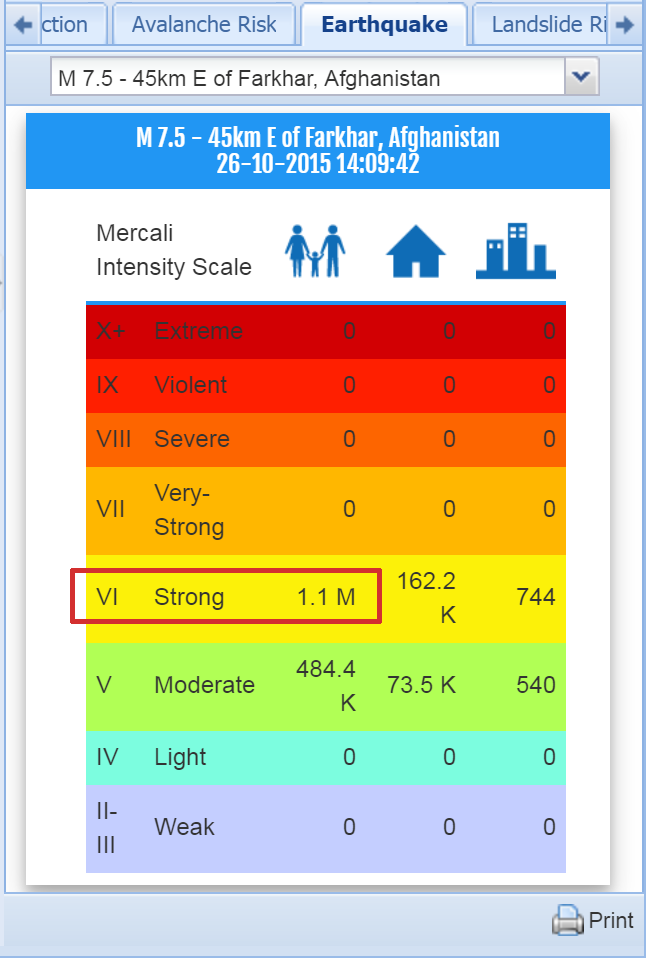 ction Avalanche Risk Earthquake Landslide Ri
M 7.5 - 45km E of Farkhar, Afghanistan
M 7.5 - 45km E of Farkhar, Afghanistan
26-10-2015 14:09:42
Mercali
Intensity Scale
X+ Extreme 0 0 0
IX Violent 0 0 0
VIII Severe 0 0 0
VII Very-
Strong 0 0 0
VI Strong 1.1 M 162.2
K 744
V Moderate 484.4
K 73.5 K 540
IV Light 0 0 0
II-
III Weak 0 0 0
Print